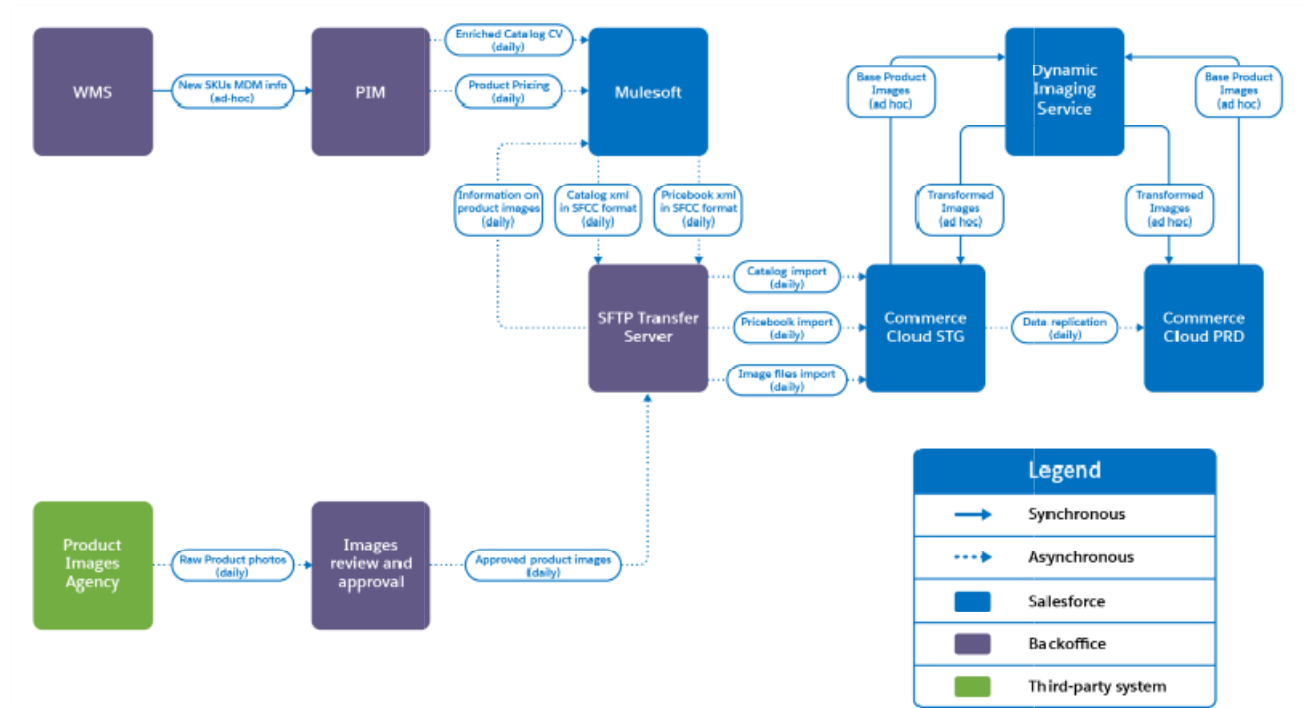 WMS
New SKUs MDM info
(ad-hoc)
PIM
Enriched Catalog CV
(daily)
Product Pricing
(daily)
Mulesoft
Information on
product images
(daily)
Catalog xml
in SFCC format
(daily)
Pricebook xml
in SFCC format
(daily)
SFTP Transfer
Server
Catalog import
(daily)
Pricebook import
(daily)
Image files import
(daily)
Base Product
Images
(ad hoc)
Dynamic
Imaging
Service
Base Product
Images
(ad hoc)
Transformed
Images
(ad hoc)
Transformed
Images
(ad hoc)
Commerce
Cloud STG
Data replication
(daily)
Commerce
Cloud PRD
Product
Images
Agency
Raw Product photos
(daily)
Images
review and
approval
Approved product images
(daily)
Legend
Synchronous
Asynchronous
Salesforce
Backoffice
Third-party system